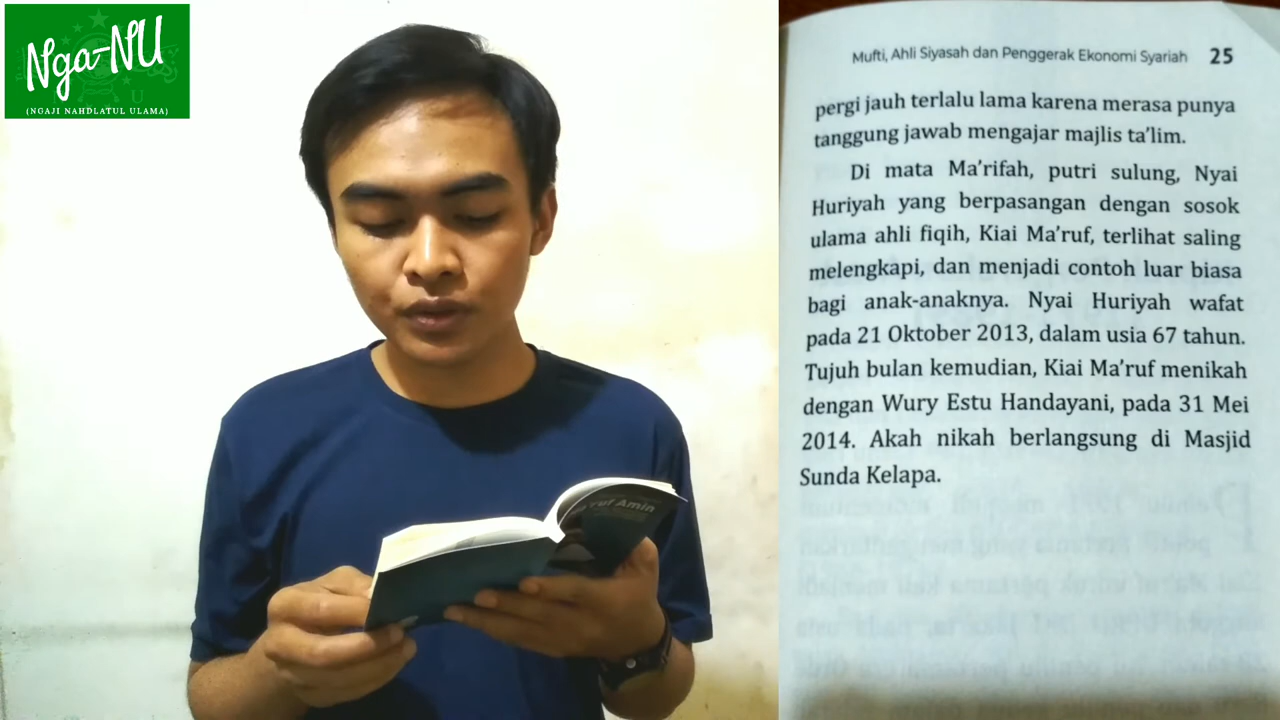 Nga-NU
(NGAJI NAHDLATUL ULAMA)
ruf Amin
Mufti, Ahli Siyasah dan Penggerak Ekonomi Syariah 25
pergi jauh terlalu lama karena merasa punya
tanggung jawab mengajar majlis ta'lim.
Di mata Ma'rifah, putri sulung, Nyai
Huriyah yang berpasangan dengan sosok
ulama ahli fiqih, Kiai Ma'ruf, terlihat saling
melengkapi, dan menjadi contoh luar biasa
bagi anak-anaknya. Nyai Huriyah wafat
pada 21 Oktober 2013, dalam usia 67 tahun.
Tujuh bulan kemudian, Kiai Ma'ruf menikah
dengan Wury Estu Handayani, pada 31 Mei
2014. Akah nikah berlangsung di Masjid
Sunda Kelapa.